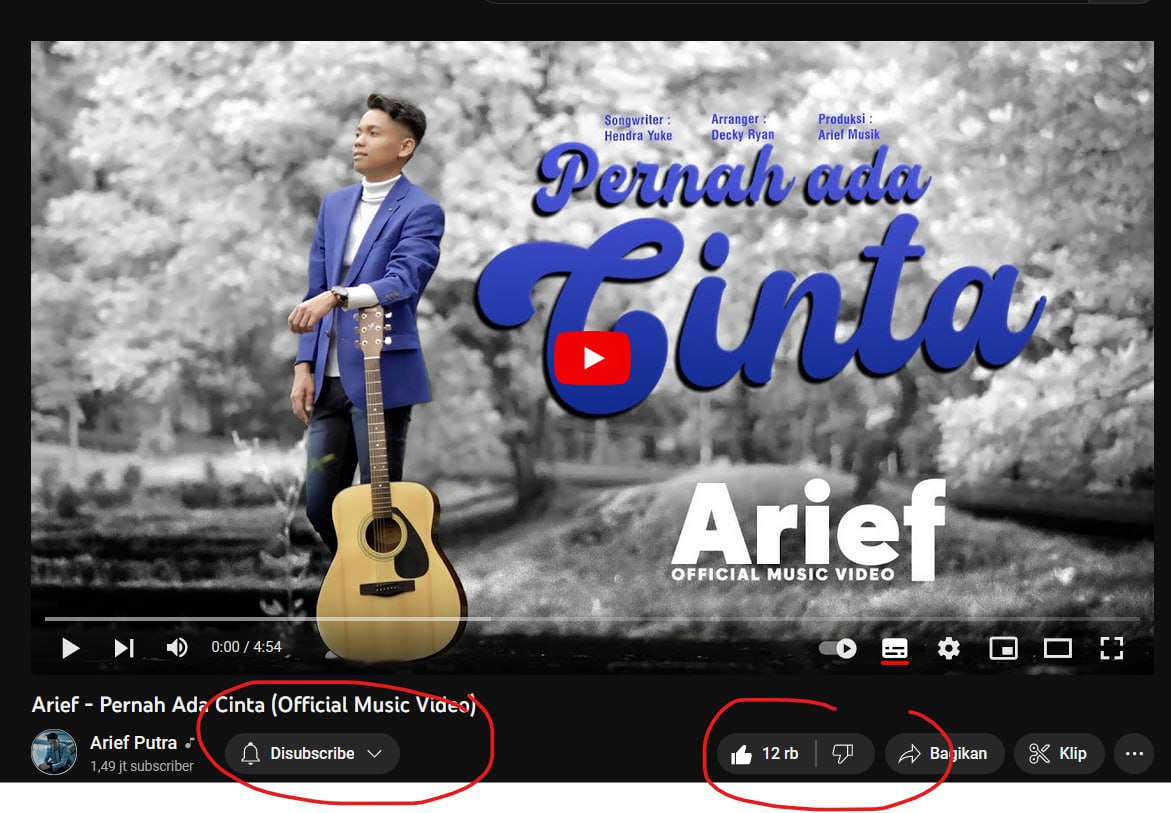 Songwriter :
Hendra Yuke
Arranger :
Decky Ryan
Produksi :
Arief Musik
Pernah ada
Cinta
Arief
OFFICIAL MUSIC VIDEO
0:00 / 4:54
Arief - Pernah Ada Cinta (Official Music Video)
Arief Putra
1,49 jt subscriber
Disubscribe
12 rb
Bagikan
Klip